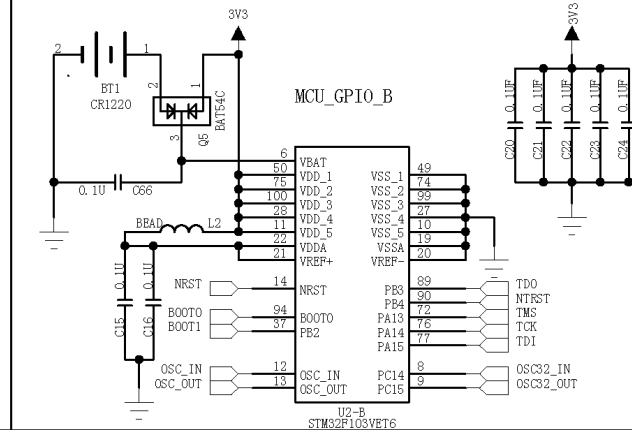 3V3
3V3
2
1
BT1
CR1220
2
1
BAT54C
Q5
3
MCU_GPIO_B
0.1UF
0.1UF
0.1UF
0.1UF
0.1UF
C20
C21
C22
C23
C24
0.1U
C66
6
VBAT
50
VDD_1
VSS_1
49
75
VDD_2
VSS_2
74
100
VDD_3
VSS_3
99
28
VDD_4
VSS_4
27
11
VDD_5
VSS_5
10
22
VDDA
VSSA
19
21
VREF+
VREF-
20
BEAD
L2
0.1U
0.1U
C15
C16
NRST
14
NRST
PB3
89
TDO
PB4
90
NTRST
BOOT0
94
BOOT0
PA13
72
TMS
BOOT1
37
PB2
PA14
76
TCK
PA15
77
TDI
OSC_IN
12
OSC_IN
PC14
8
OSC32_IN
OSC_OUT
13
OSC_OUT
PC15
9
OSC32_OUT
U2-B
STM32F103VET6